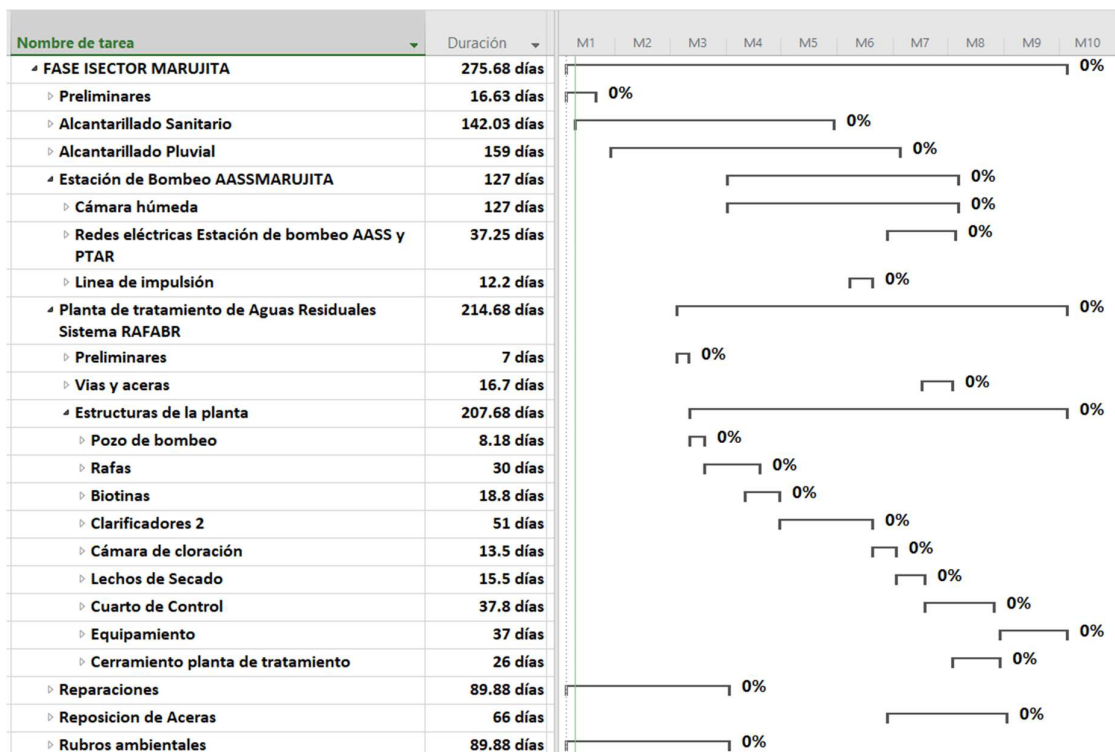 Nombre de tarea Duración M1 M2 M3 M4 M5 M6 M7 M8 M9 M10
FASE ISECTOR MARUJITA 275.68 días 0%
Preliminares 16.63 días 0%
Alcantarillado Sanitario 142.03 días 0%
Alcantarillado Pluvial 159 días 0%
Estación de Bombeo AASSMARUJITA 127 días 0%
Cámara húmeda 127 días 0%
Redes eléctricas Estación de bombeo AASS y 37.25 días 0%
PTAR
Linea de impulsión 12.2 días 0%
Planta de tratamiento de Aguas Residuales 214.68 días 0%
Sistema RAFABR
Preliminares 7 días 0%
Vias y aceras 16.7 días 0%
Estructuras de la planta 207.68 días 0%
Pozo de bombeo 8.18 días 0%
Rafas 30 días 0%
Biotinas 18.8 días 0%
Clarificadores 2 51 días 0%
Cámara de cloración 13.5 días 0%
Lechos de Secado 15.5 días 0%
Cuarto de Control 37.8 días 0%
Equipamiento 37 días 0%
Cerramiento planta de tratamiento 26 días 0%
Reparaciones 89.88 días 0%
Reposicion de Aceras 66 días 0%
Rubros ambientales 89.88 días 0%